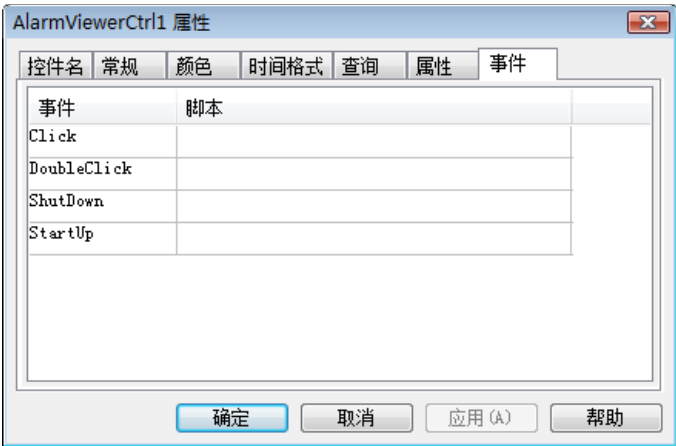 AlarmViewerCtrl1 属性
控件名 常规 颜色 时间格式 查询 属性 事件
事件 脚本
Click
DoubleClick
ShutDown
StartUp
确定 取消 应用(A) 帮助